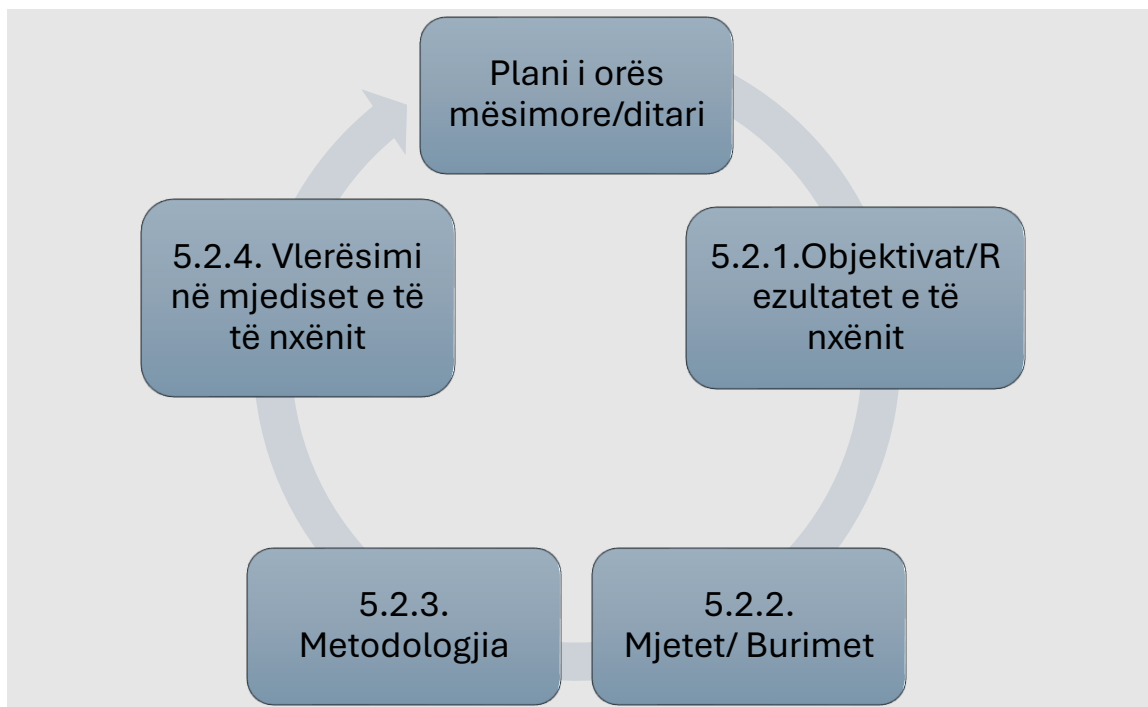 Plani i orës
mësimore/ditari
5.2.1.Objektivat/R
ezultatet e të
nxënit
5.2.2.
Mjetet/ Burimet
5.2.3.
Metodologjia
5.2.4. Vlerësimi
në mjediset e të
të nxënit